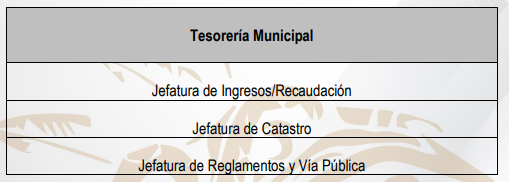 Tesorería Municipal
Jefatura de Ingresos/Recaudación
Jefatura de Catastro
Jefatura de Reglamentos y Vía Pública